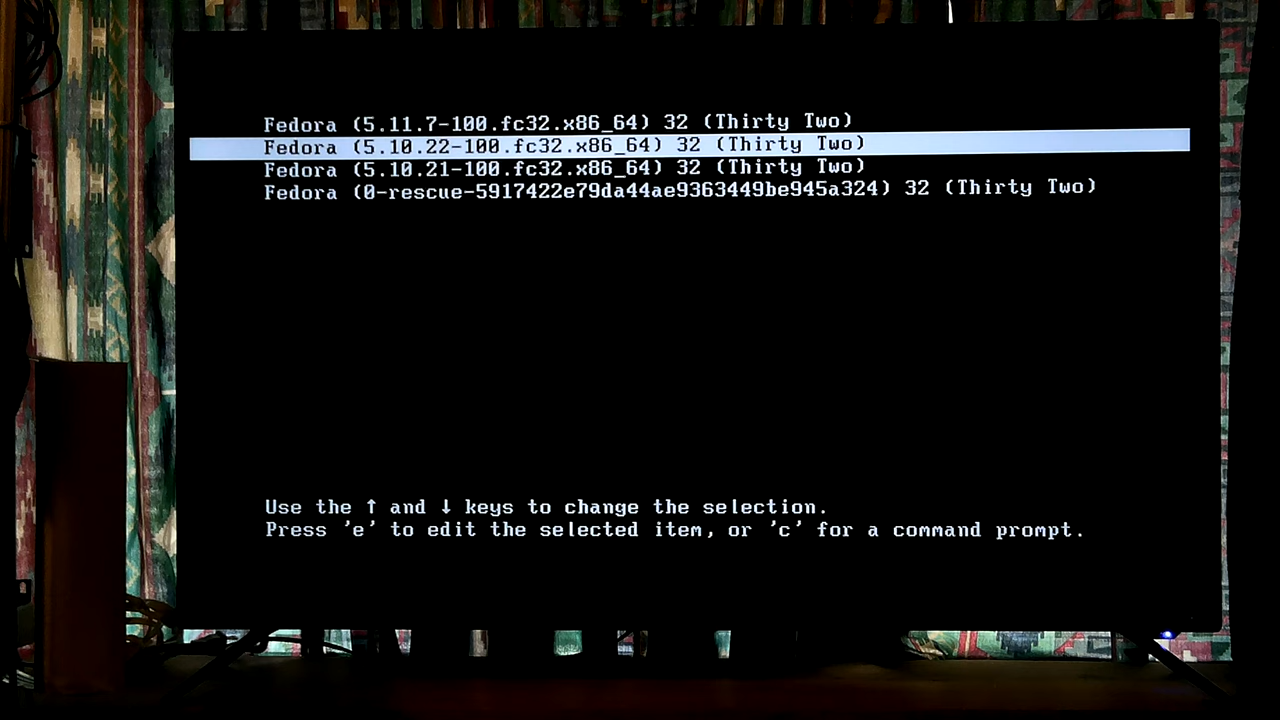 Fedora (5.11.7-100.fc32.x86_64) 32 (Thirty Two)
Fedora (5.10.22-100.fc32.x86_64) 32 (Thirty Two)
Fedora (5.10.21-100.fc32.x86_64) 32 (Thirty Two)
Fedora (0-rescue-5917422e79da44ae9363449be945a324) 32 (Thirty Two)
Use the ↑ and ↓ keys to change the selection.
Press 'e' to edit the selected item, or 'c' for a command prompt.